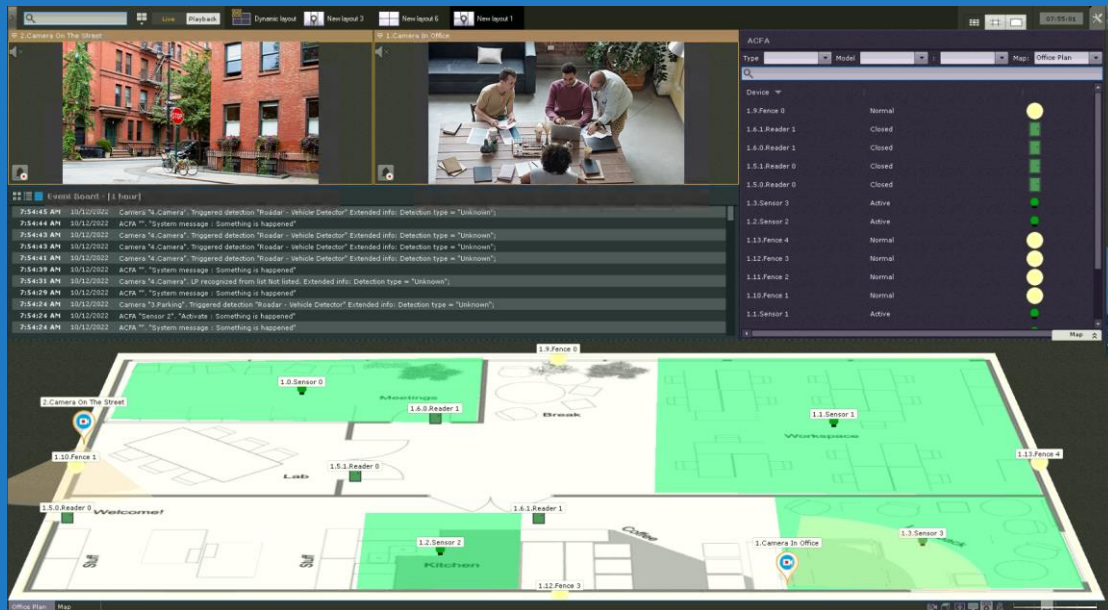 Live Playback Dynamic layout New layout 3 New layout 6 New layout 1 07:55:01
2.Camera On The Street
1.Camera In Office
STOP
ACFA
Type Model : Map: Office Plan
Device
1.9.Fence 0 Normal
1.6.1.Reader 1 Closed
1.6.0.Reader 1 Closed
1.5.1.Reader 0 Closed
1.5.0.Reader 0 Closed
1.3.Sensor 3 Active
1.2.Sensor 2 Active
1.13.Fence 4 Normal
1.12.Fence 3 Normal
1.11.Fence 2 Normal
1.10.Fence 1 Normal
1.1.Sensor 1 Active
Map
Event Board - [1 hour]
7:54:45 AM 10/12/2022 Camera "4.Camera". Triggered detection "Roadar - Vehicle Detector" Extended info: Detection type = "Unknown";
7:54:44 AM 10/12/2022 ACFA "". "System message : Something is happened"
7:54:43 AM 10/12/2022 Camera "4.Camera". Triggered detection "Roadar - Vehicle Detector" Extended info: Detection type = "Unknown";
7:54:43 AM 10/12/2022 Camera "4.Camera". Triggered detection "Roadar - Vehicle Detector" Extended info: Detection type = "Unknown";
7:54:41 AM 10/12/2022 Camera "4.Camera". Triggered detection "Roadar - Vehicle Detector" Extended info: Detection type = "Unknown";
7:54:39 AM 10/12/2022 ACFA "". "System message : Something is happened"
7:54:31 AM 10/12/2022 Camera "4.Camera". LP recognized from list Not listed. Extended info: Detection type = "Unknown";
7:54:29 AM 10/12/2022 ACFA "". "System message : Something is happened"
7:54:24 AM 10/12/2022 Camera "3.Parking". Triggered detection "Roadar - Vehicle Detector" Extended info: Detection type = "Unknown";
7:54:24 AM 10/12/2022 ACFA "Sensor 2". "Activate : Something is happened"
7:54:24 AM 10/12/2022 ACFA "". "System message : Something is happened"
1.9.Fence 0
1.0.Sensor 0
Meetings
2.Camera On The Street
1.6.0.Reader 1
Break
1.1.Sensor 1
Workspace
1.10.Fence 1
1.5.1.Reader 0
Lab
1.13.Fence 4
1.5.0.Reader 0
Welcome!
1.6.1.Reader 1
Coffee
1.3.Sensor 3
1.2.Sensor 2
1.Camera In Office
Staff
Kitchen
Staff
1.12.Fence 3
Office Plan Map